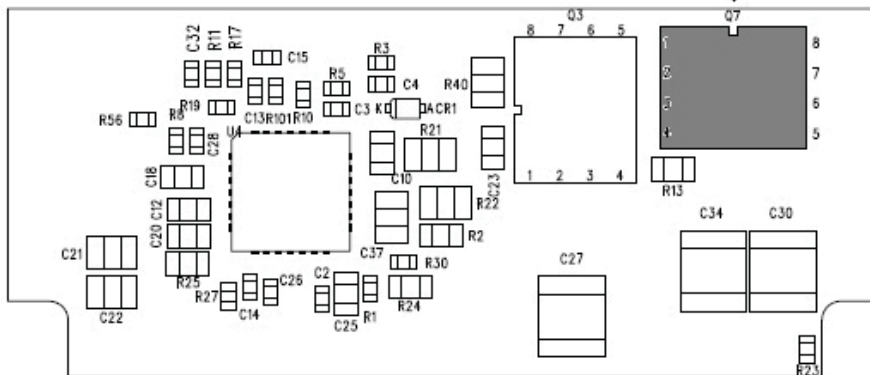 Q3
Q7
C32
R11
R17
C15
R3
8 7 6 5
1 8
2 7
3 6
4 5
R5
C4
R40
R19
C3
K
A
CR1
R56
R8
C13
R101
R10
R21
U4
C28
C18
C10
C23
1 2 3 4
R13
C12
R22
C34
C30
C20
R2
C21
C37
C27
R25
R30
R27
C26
C2
R24
C22
C14
C25
R1
R23